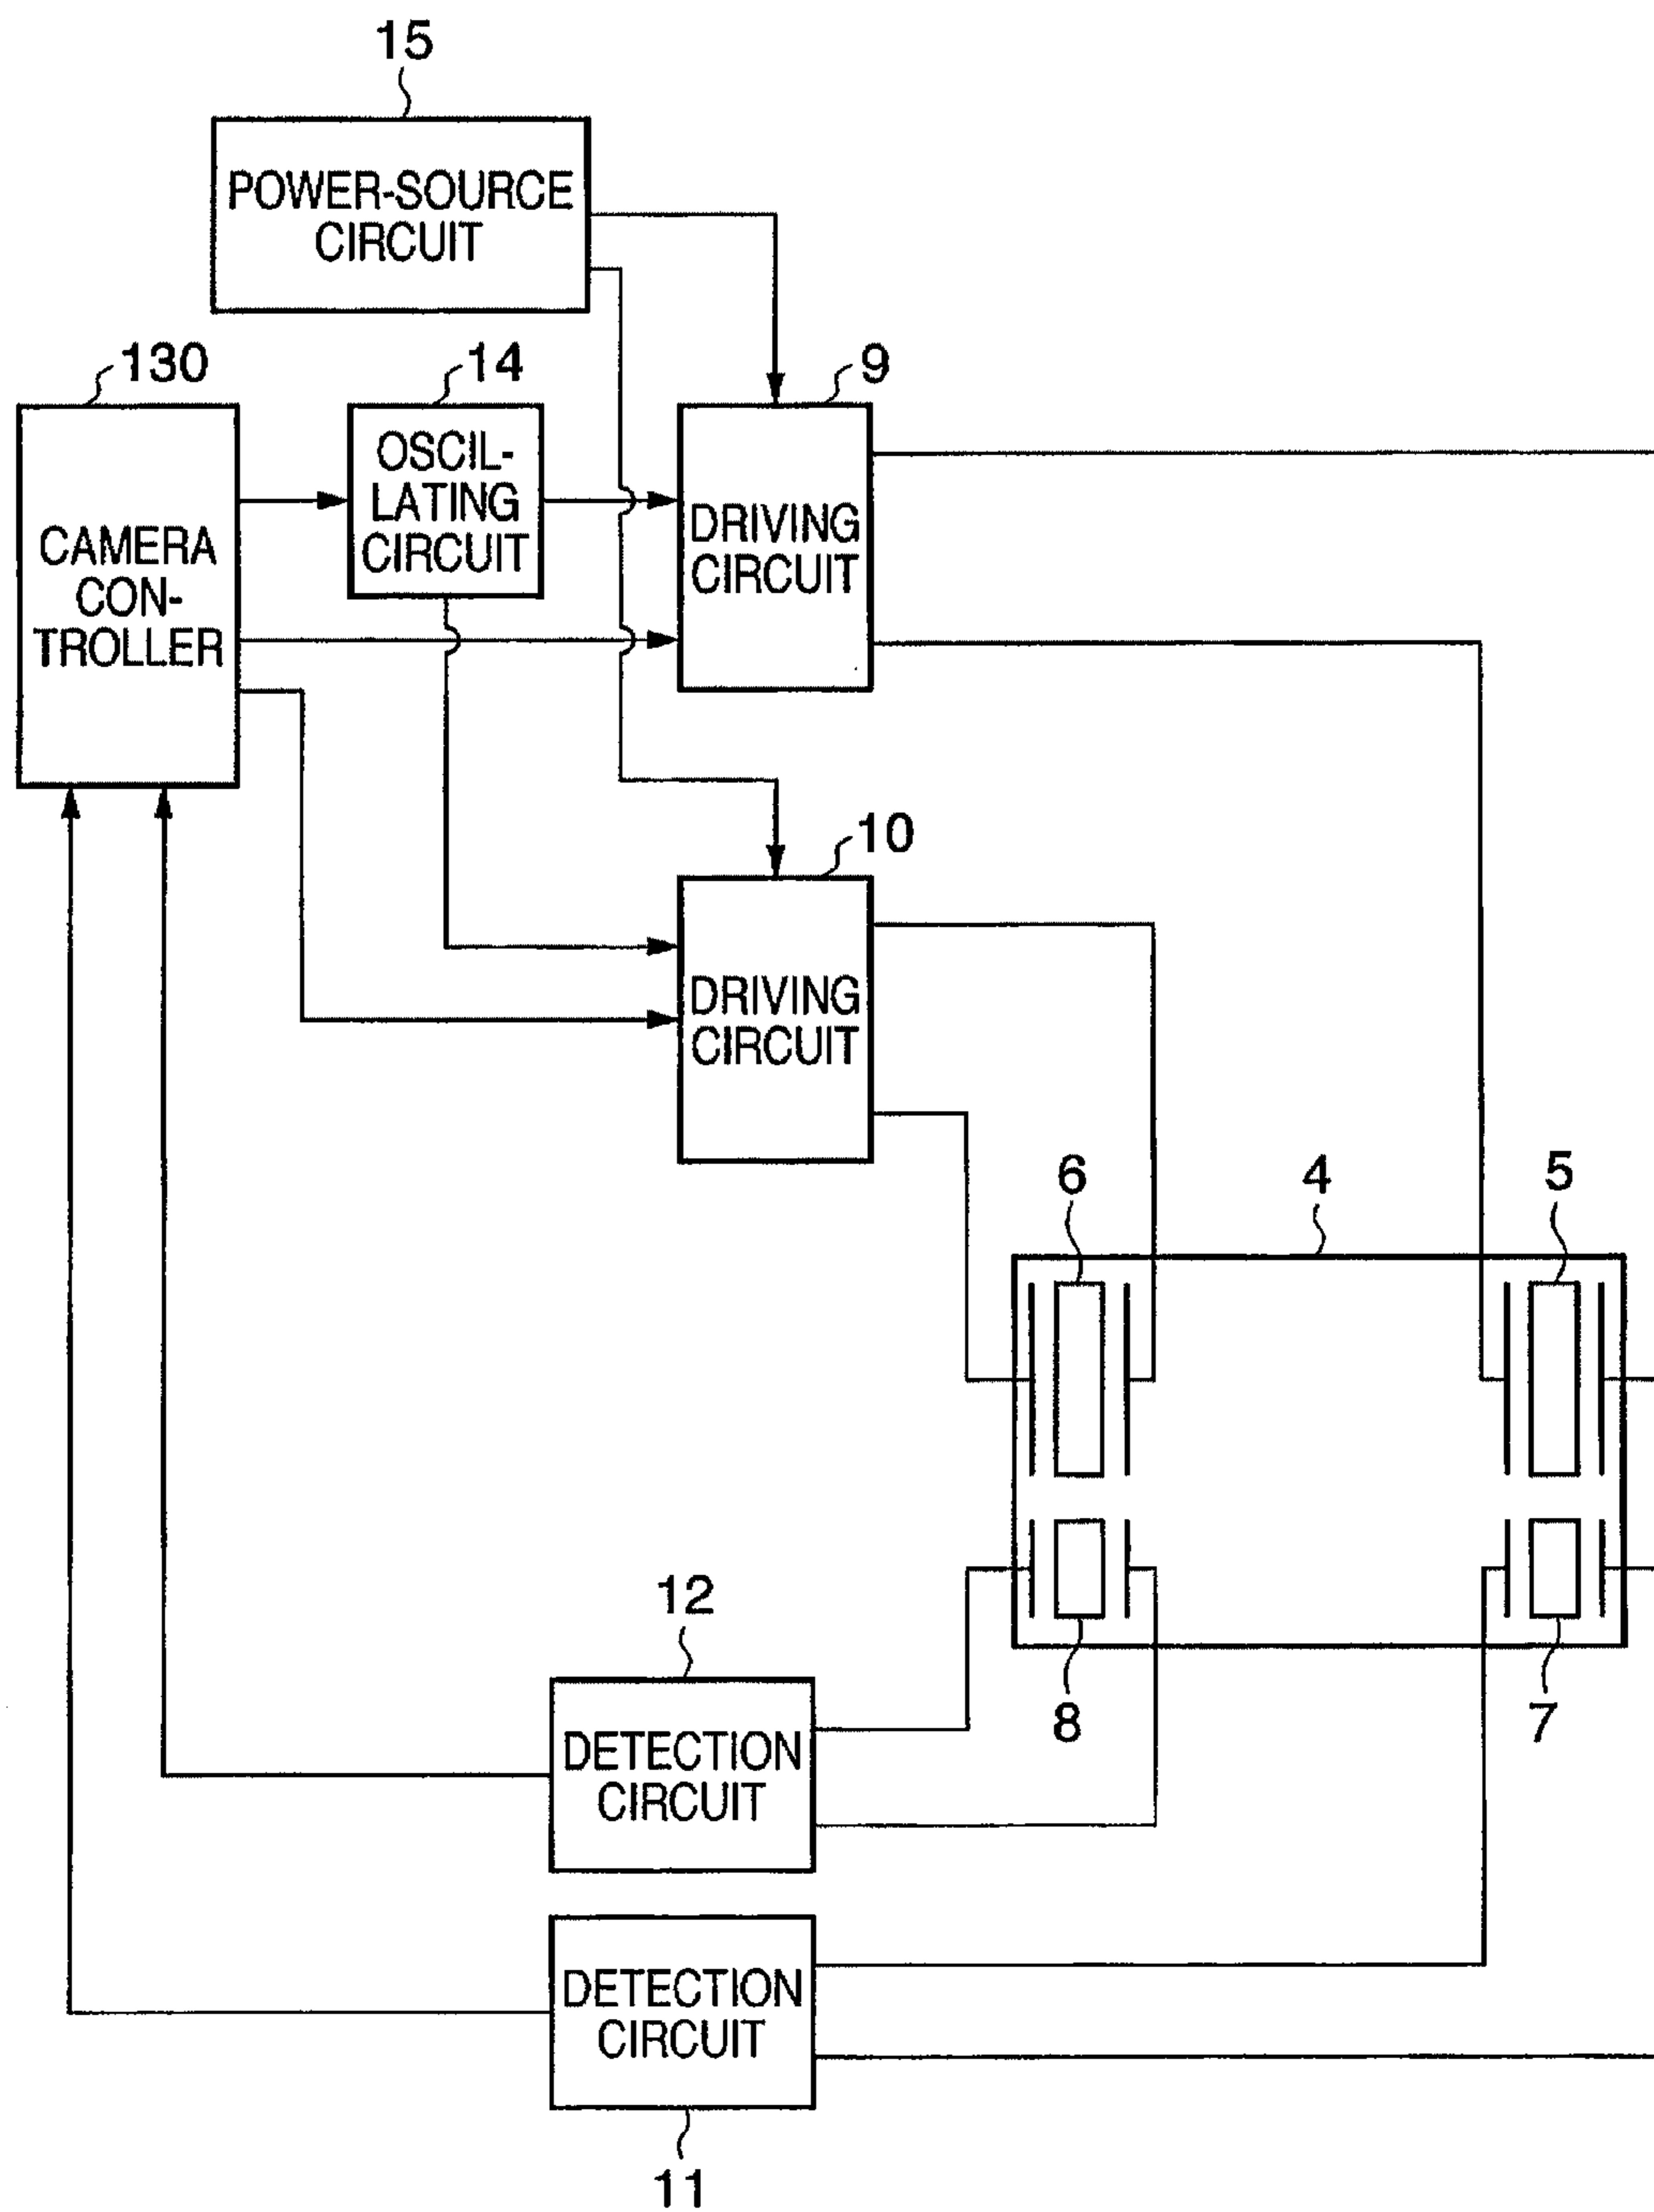 15
POWER-SOURCE
CIRCUIT
130
14
9
OSCIL-
LATING
CIRCUIT
DRIVING
CIRCUIT
CAMERA
CON-
TROLLER
10
DRIVING
CIRCUIT
6
4
5
12
8
7
DETECTION
CIRCUIT
DETECTION
CIRCUIT
11